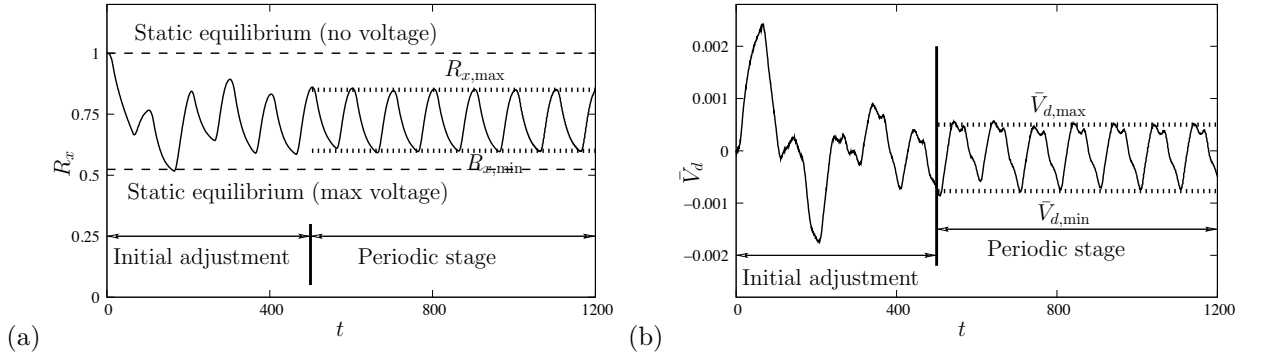 Static equilibrium (no voltage)
1
R_{x,max}
0.75
R_x
R_{x,min}
0.5
Static equilibrium (max voltage)
0.25
Initial adjustment
Periodic stage
0
0
400
800
1200
(a)
t
0.002
0.001
V̄_{d,max}
0
V̄_d
−0.001
V̄_{d,min}
−0.002
Periodic stage
Initial adjustment
0
400
800
1200
(b)
t